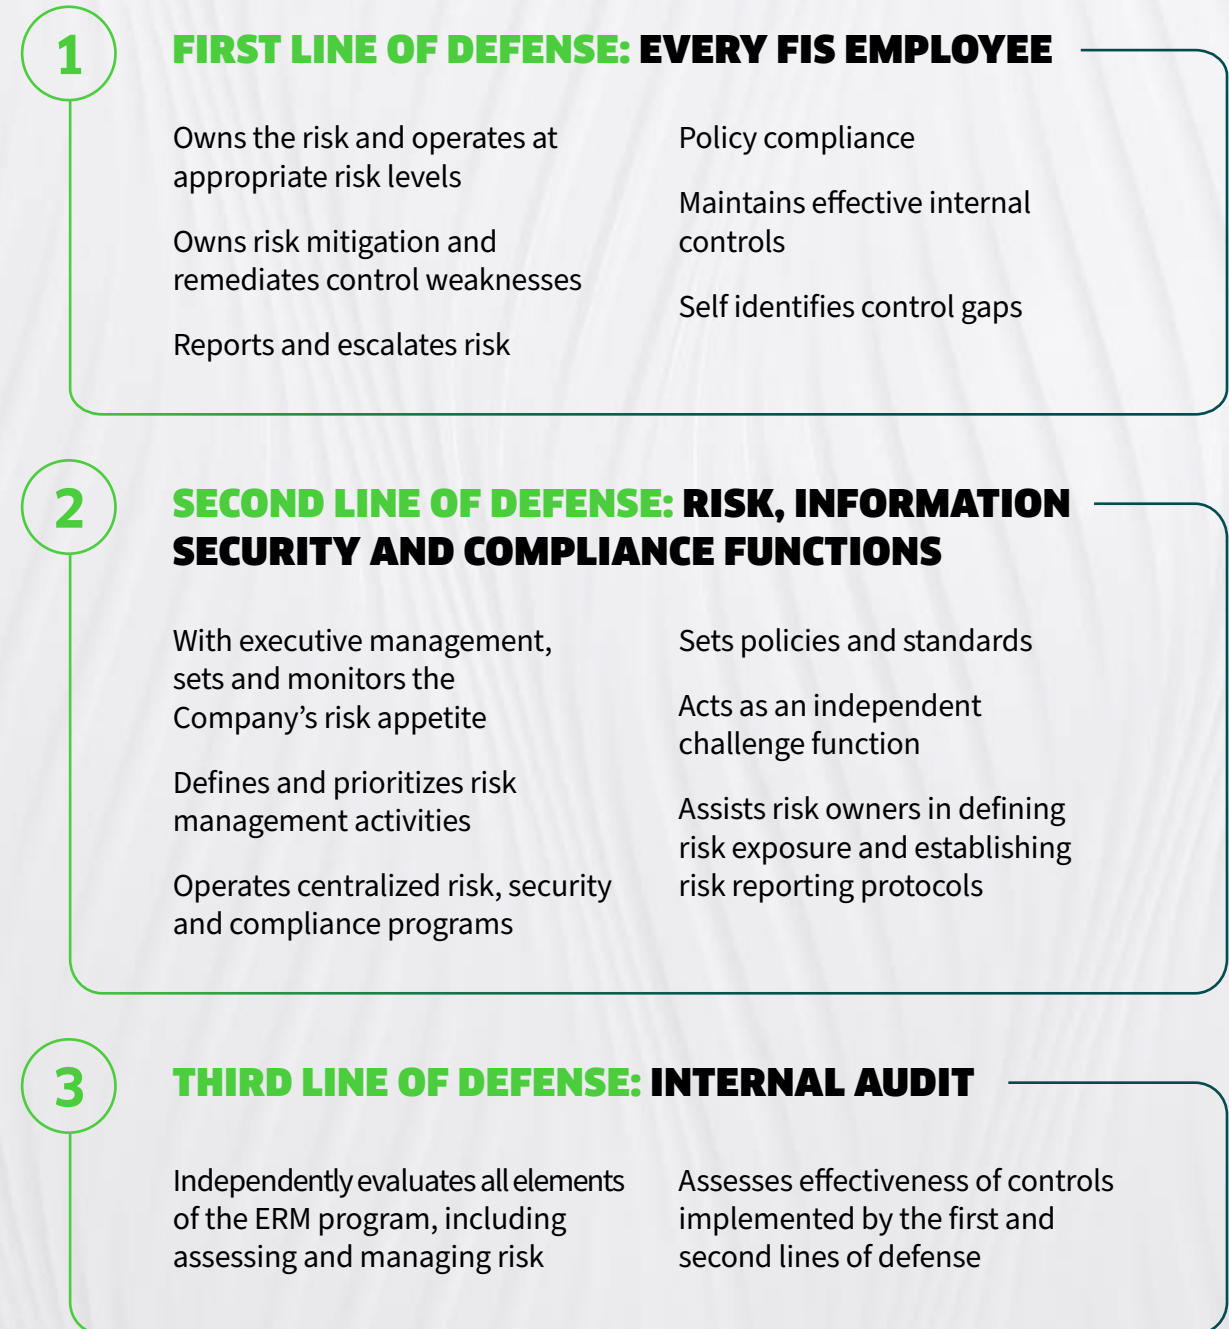 1
FIRST LINE OF DEFENSE: EVERY FIS EMPLOYEE
Owns the risk and operates at
appropriate risk levels
Owns risk mitigation and
remediates control weaknesses
Reports and escalates risk
Policy compliance
Maintains effective internal
controls
Self identifies control gaps
2
SECOND LINE OF DEFENSE: RISK, INFORMATION
SECURITY AND COMPLIANCE FUNCTIONS
With executive management,
sets and monitors the
Company’s risk appetite
Defines and prioritizes risk
management activities
Operates centralized risk, security
and compliance programs
Sets policies and standards
Acts as an independent
challenge function
Assists risk owners in defining
risk exposure and establishing
risk reporting protocols
3
THIRD LINE OF DEFENSE: INTERNAL AUDIT
Independently evaluates all elements
of the ERM program, including
assessing and managing risk
Assesses effectiveness of controls
implemented by the first and
second lines of defense